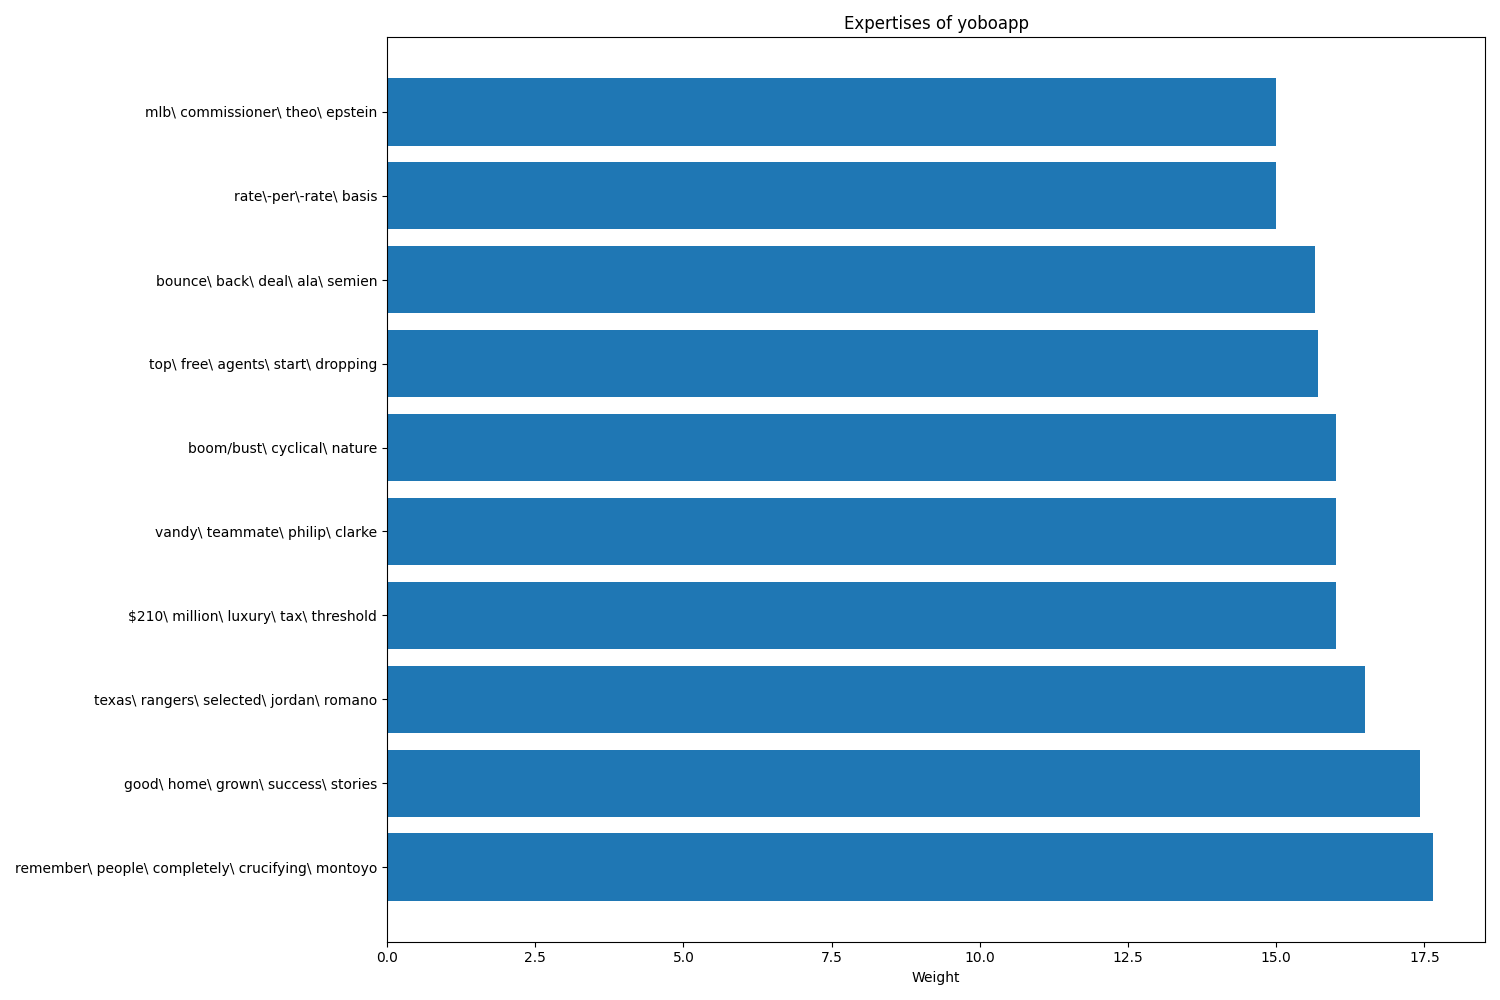 Expertises of yoboapp
mlb\ commissioner\ theo\ epstein
rate\-per\-rate\ basis
bounce\ back\ deal\ ala\ semien
top\ free\ agents\ start\ dropping
boom/bust\ cyclical\ nature
vandy\ teammate\ philip\ clarke
$210\ million\ luxury\ tax\ threshold
texas\ rangers\ selected\ jordan\ romano
good\ home\ grown\ success\ stories
remember\ people\ completely\ crucifying\ montoyo
0.0 2.5 5.0 7.5 10.0 12.5 15.0 17.5
Weight